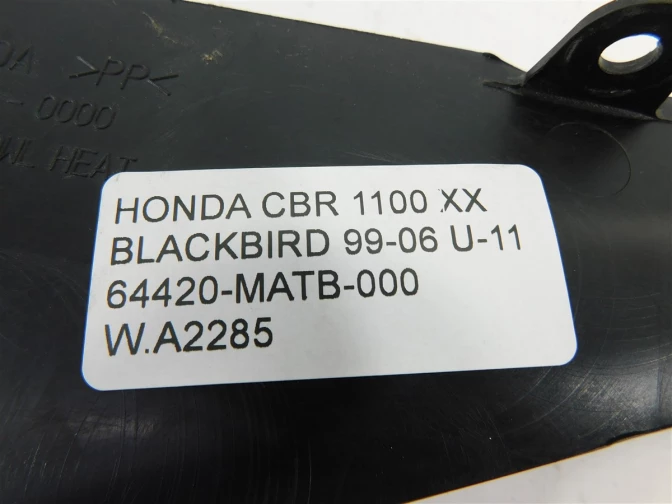 >PP<
- 0000
HEAT
HONDA CBR 1100 XX
BLACKBIRD 99-06 U-11
64420-MATB-000
W.A2285